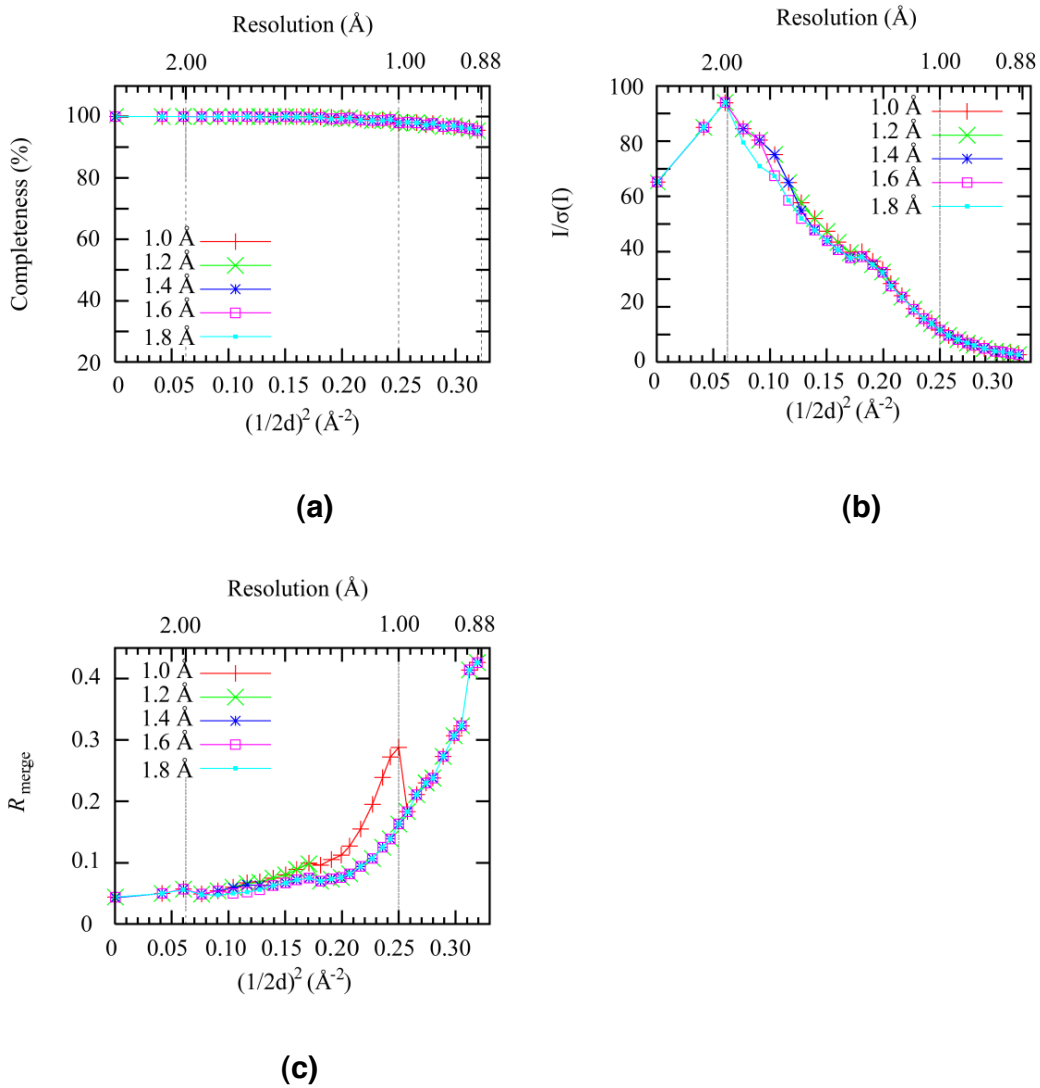 Resolution (Å)
2.00 1.00 0.88
Completeness (%)
100
80
60
40
20
1.0 Å
1.2 Å
1.4 Å
1.6 Å
1.8 Å
0 0.05 0.10 0.15 0.20 0.25 0.30
(1/2d)² (Å⁻²)
(a)
Resolution (Å)
2.00 1.00 0.88
I/σ(I)
100
80
60
40
20
0
1.0 Å
1.2 Å
1.4 Å
1.6 Å
1.8 Å
0 0.05 0.10 0.15 0.20 0.25 0.30
(1/2d)² (Å⁻²)
(b)
Resolution (Å)
2.00 1.00 0.88
R merge
0.4
0.3
0.2
0.1
0
1.0 Å
1.2 Å
1.4 Å
1.6 Å
1.8 Å
0 0.05 0.10 0.15 0.20 0.25 0.30
(1/2d)² (Å⁻²)
(c)